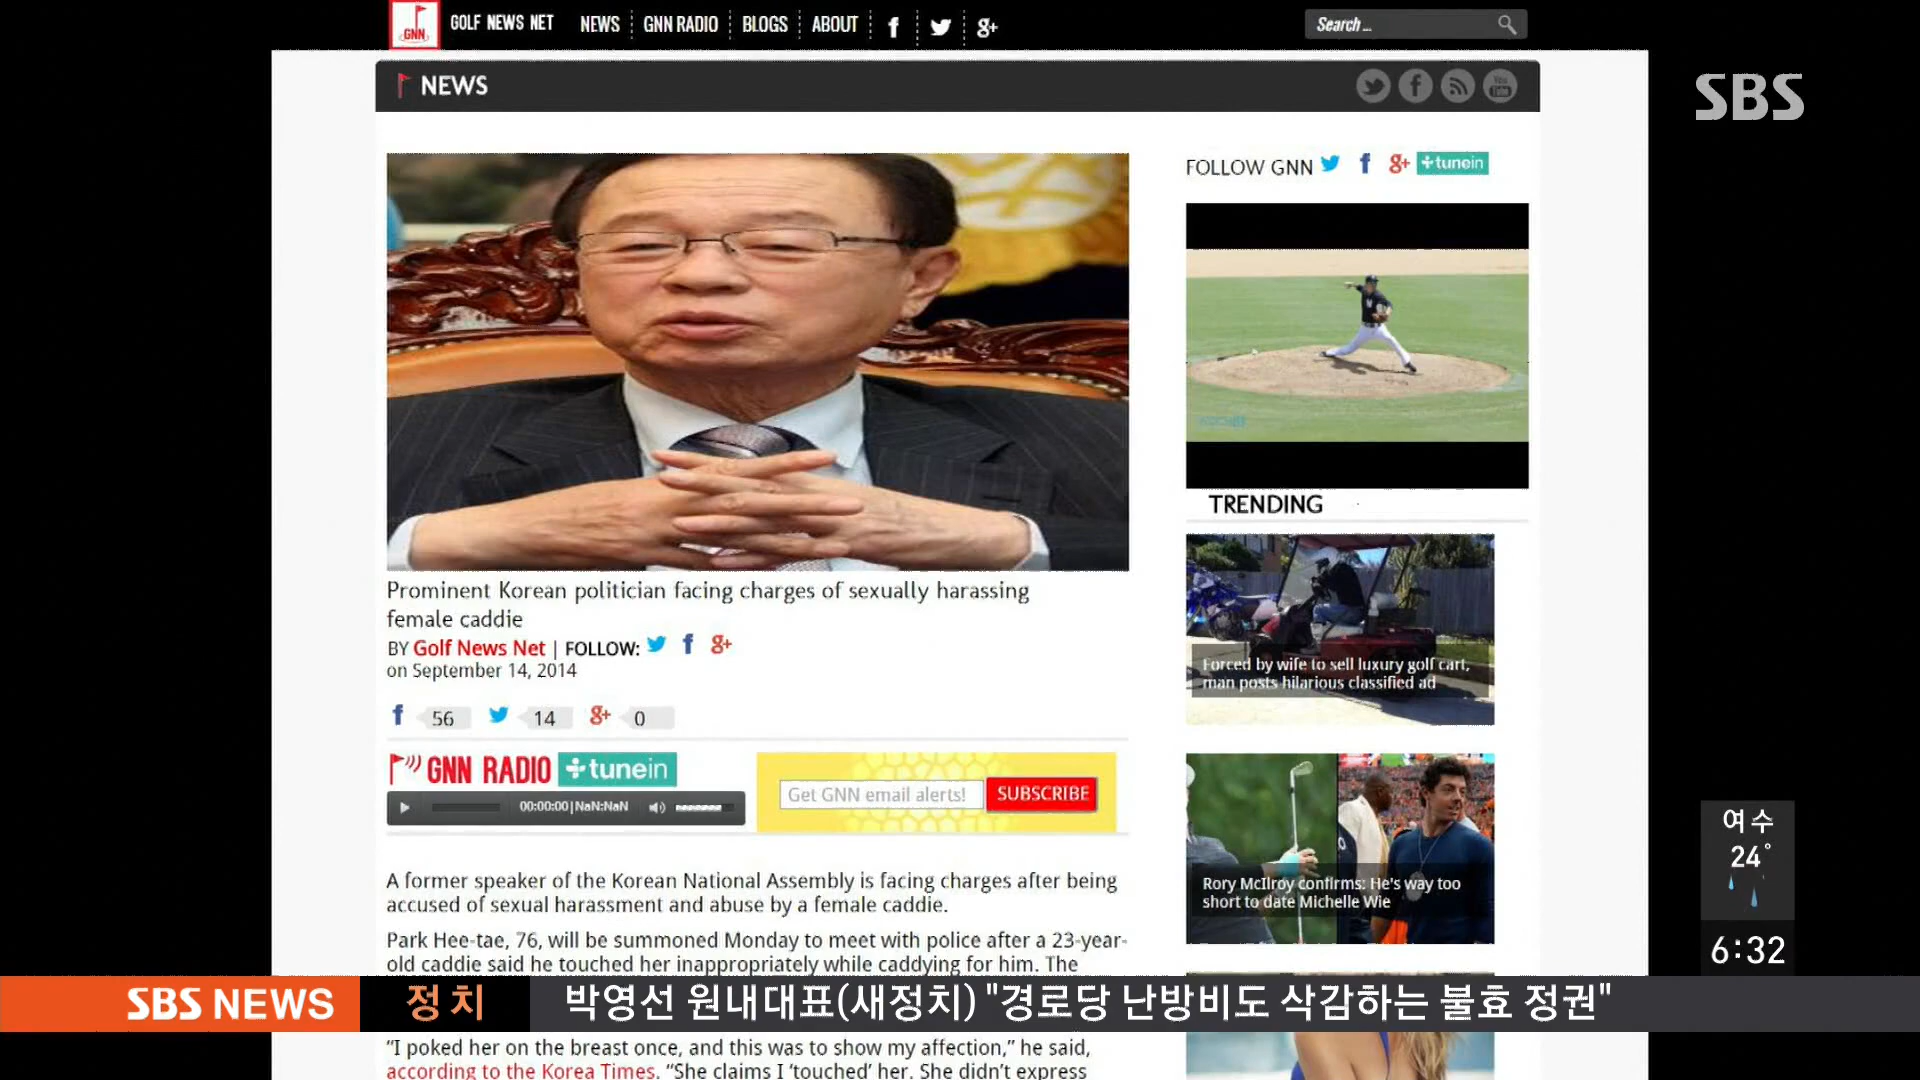 GNN
GOLF NEWS NET
NEWS
GNN RADIO
BLOGS
ABOUT
Search ...
NEWS
SBS
FOLLOW GNN
+tunein
TRENDING
Forced by wife to sell luxury golf cart,
man posts hilarious classified ad
Rory McIlroy confirms: He's way too
short to date Michelle Wie
Prominent Korean politician facing charges of sexually harassing
female caddie
BY Golf News Net | FOLLOW:
on September 14, 2014
56
14
0
GNN RADIO
+tunein
00:00:00|NaN:NaN
Get GNN email alerts!
SUBSCRIBE
A former speaker of the Korean National Assembly is facing charges after being
accused of sexual harassment and abuse by a female caddie.
Park Hee-tae, 76, will be summoned Monday to meet with police after a 23-year-
old caddie said he touched her inappropriately while caddying for him. The
여수
24°
6:32
SBS NEWS
정치
박영선 원내대표(새정치) "경로당 난방비도 삭감하는 불효 정권"
“I poked her on the breast once, and this was to show my affection,” he said,
according to the Korea Times. “She claims I ‘touched’ her. She didn’t express